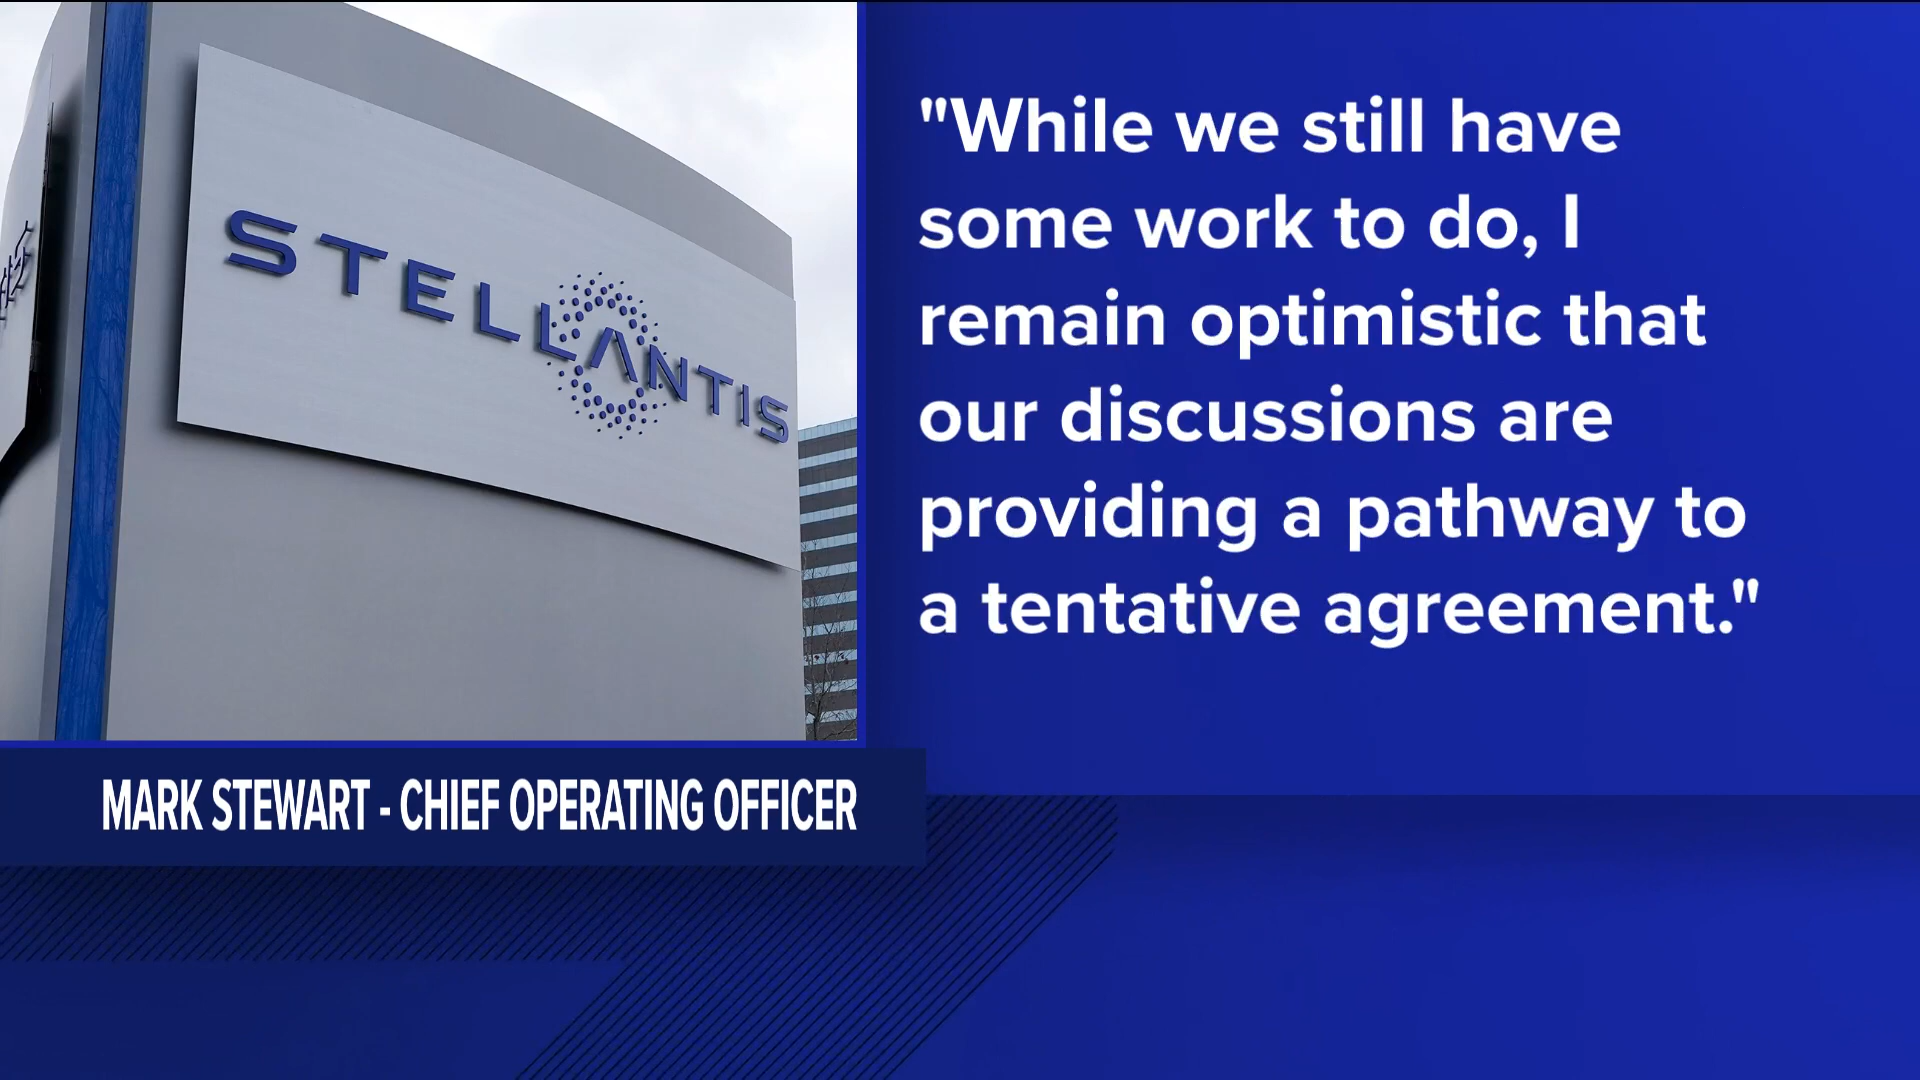 STELLANTIS
"While we still have
some work to do, I
remain optimistic that
our discussions are
providing a pathway to
a tentative agreement."
MARK STEWART - CHIEF OPERATING OFFICER